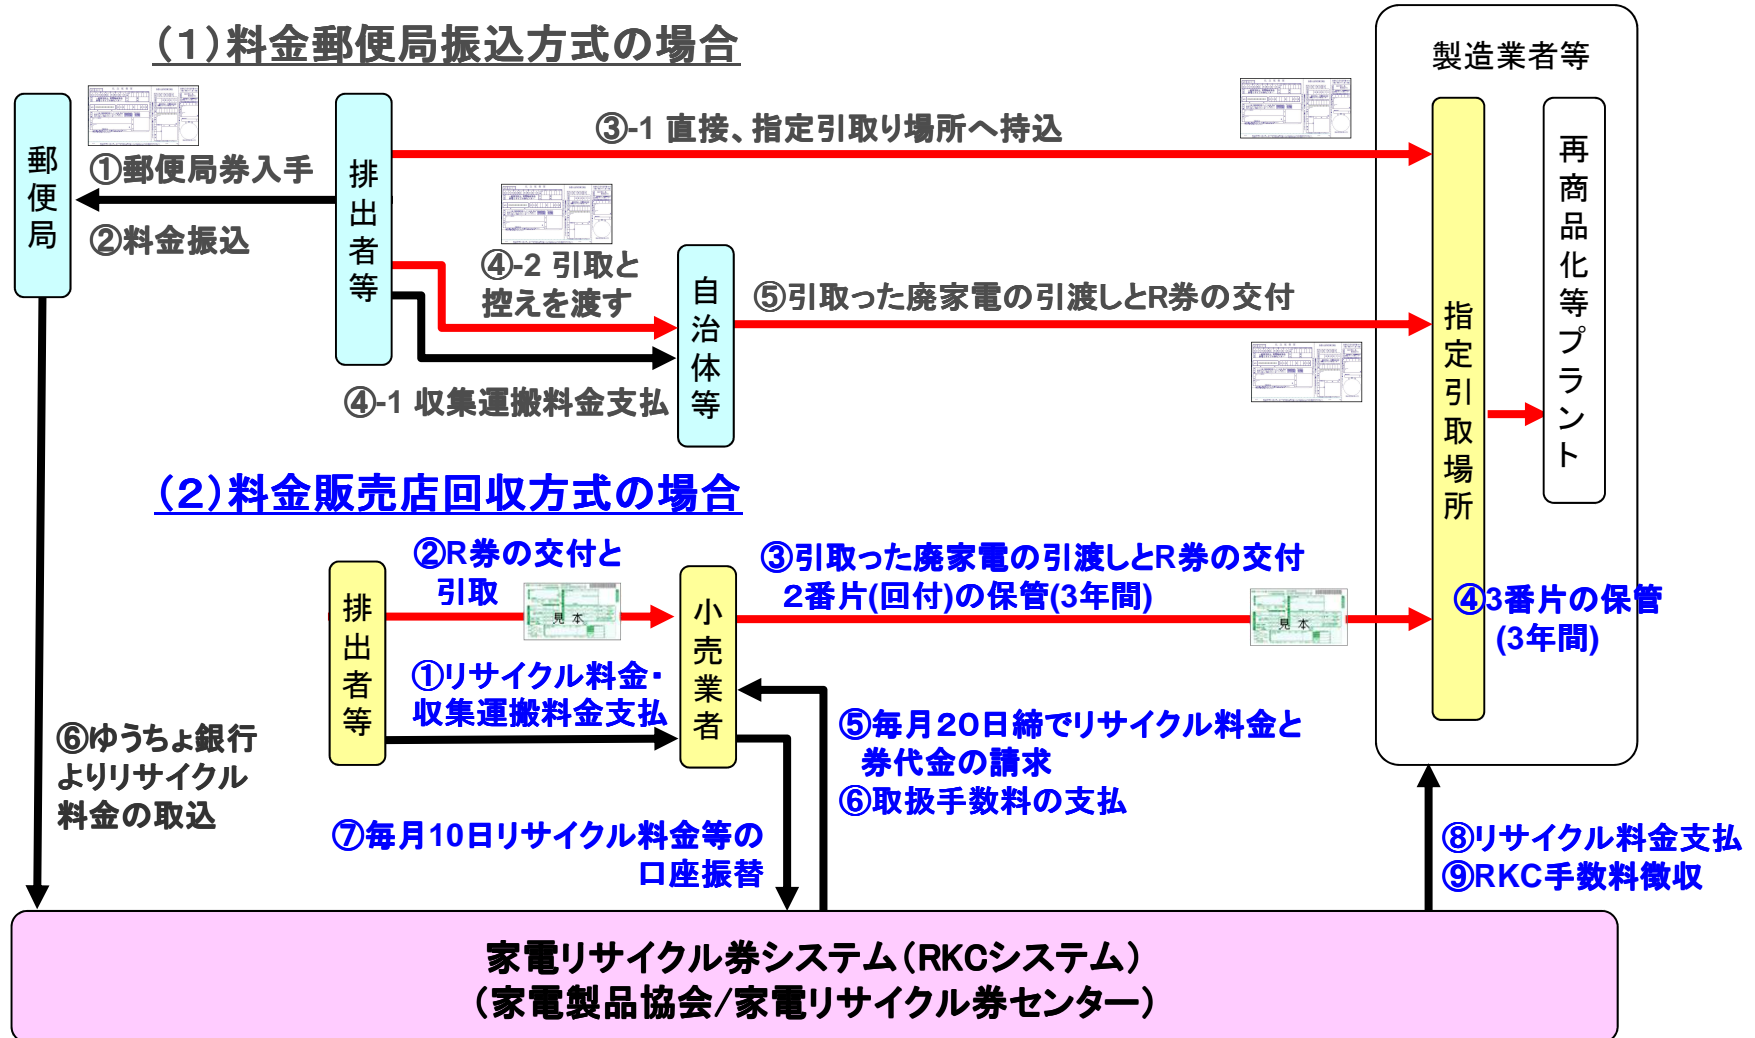 （１）料金郵便局振込方式の場合
製造業者等
③-1 直接、指定引取り場所へ持込
郵便局
①郵便局券入手
②料金振込
排出者等
再商品化等プラント
④-2 引取と
控えを渡す
自治体等
⑤引取った廃家電の引渡しとR券の交付
指定引取場所
④-1 収集運搬料金支払
（２）料金販売店回収方式の場合
②R券の交付と
引取
③引取った廃家電の引渡しとR券の交付
２番片(回付)の保管(3年間)
排出者等
見本
小売業者
見本
④3番片の保管
(3年間)
①リサイクル料金・
収集運搬料金支払
⑤毎月２０日締でリサイクル料金と
券代金の請求
⑥取扱手数料の支払
⑥ゆうちょ銀行
よりリサイクル
料金の取込
⑦毎月10日リサイクル料金等の
口座振替
⑧リサイクル料金支払
⑨RKC手数料徴収
家電リサイクル券システム（RKCシステム）
（家電製品協会/家電リサイクル券センター）